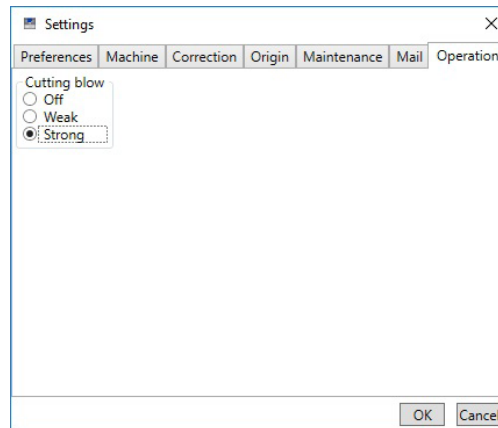 Settings
Preferences Machine Correction Origin Maintenance Mail Operation
Cutting blow
Off
Weak
Strong
OK Cancel